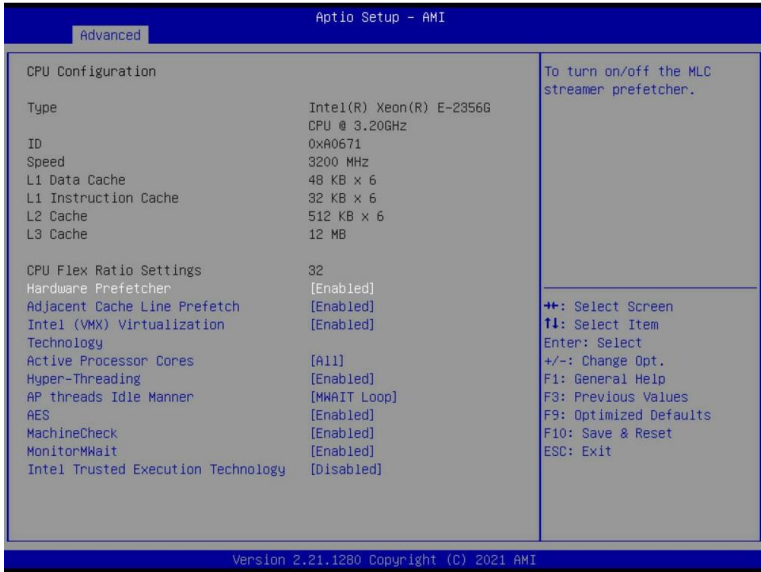 Aptio Setup – AMI
Advanced
CPU Configuration
Type Intel(R) Xeon(R) E-2356G
CPU @ 3.20GHz
ID 0xA0671
Speed 3200 MHz
L1 Data Cache 48 KB x 6
L1 Instruction Cache 32 KB x 6
L2 Cache 512 KB x 6
L3 Cache 12 MB
CPU Flex Ratio Settings 32
Hardware Prefetcher [Enabled]
Adjacent Cache Line Prefetch [Enabled]
Intel (VMX) Virtualization [Enabled]
Technology
Active Processor Cores [All]
Hyper-Threading [Enabled]
AP threads Idle Manner [MWAIT Loop]
AES [Enabled]
MachineCheck [Enabled]
MonitorMWait [Enabled]
Intel Trusted Execution Technology [Disabled]
To turn on/off the MLC
streamer prefetcher.
→←: Select Screen
↑↓: Select Item
Enter: Select
+/-: Change Opt.
F1: General Help
F3: Previous Values
F9: Optimized Defaults
F10: Save & Reset
ESC: Exit
Version 2.21.1280 Copyright (C) 2021 AMI